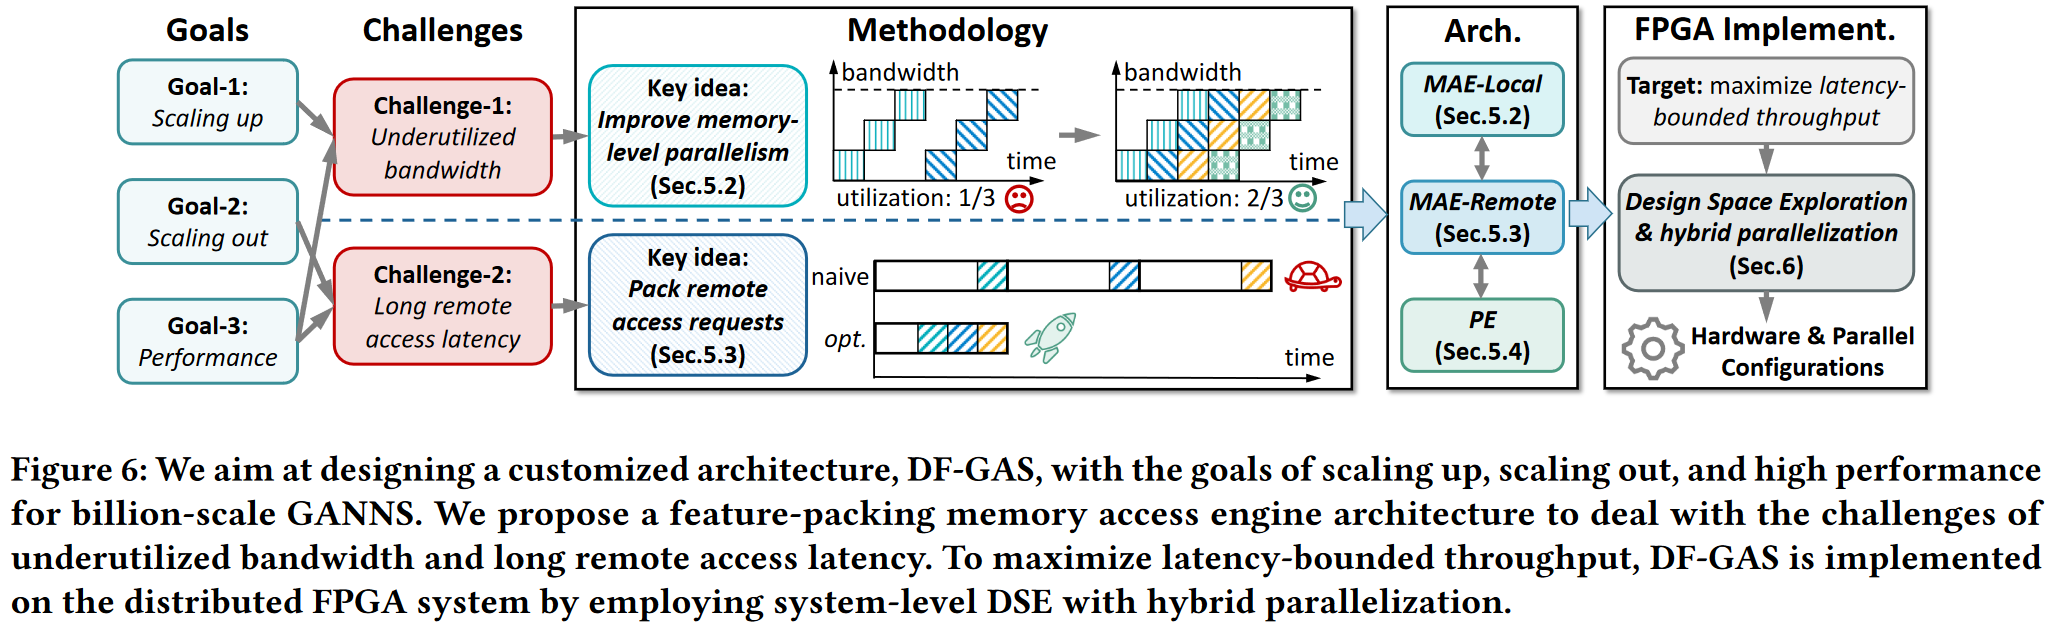 Goals
Goal-1:
Scaling up
Goal-2:
Scaling out
Goal-3:
Performance
Challenges
Challenge-1:
Underutilized
bandwidth
Challenge-2:
Long remote
access latency
Methodology
Key idea:
Improve memory-
level parallelism
(Sec.5.2)
bandwidth
time
utilization: 1/3
bandwidth
time
utilization: 2/3
Key idea:
Pack remote
access requests
(Sec.5.3)
naive
opt.
time
Arch.
MAE-Local
(Sec.5.2)
MAE-Remote
(Sec.5.3)
PE
(Sec.5.4)
FPGA Implement.
Target: maximize latency-
bounded throughput
Design Space Exploration
& hybrid parallelization
(Sec.6)
Hardware & Parallel
Configurations
Figure 6: We aim at designing a customized architecture, DF-GAS, with the goals of scaling up, scaling out, and high performance
for billion-scale GANNS. We propose a feature-packing memory access engine architecture to deal with the challenges of
underutilized bandwidth and long remote access latency. To maximize latency-bounded throughput, DF-GAS is implemented
on the distributed FPGA system by employing system-level DSE with hybrid parallelization.